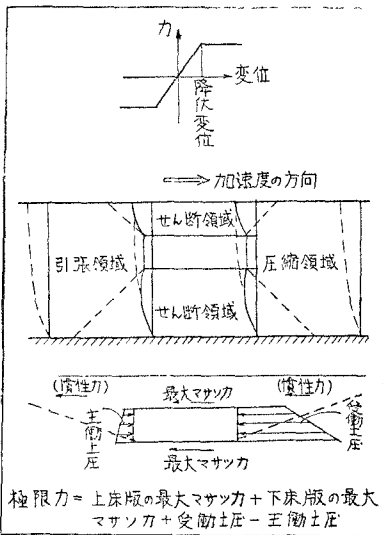 力
変位
降伏変位
⇒ 加速度の方向
せん断領域
引張領域
圧縮領域
せん断領域
(慣性力)
最大マサツカ
(慣性力)
主働土圧
受働土圧
最大マサツカ
極限力 = 上床版の最大マサツ力 + 下床版の最大
マサツ力 + 受働土圧 - 主働土圧